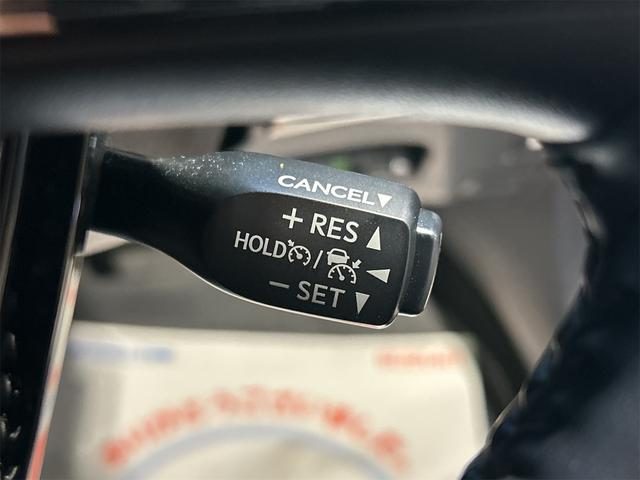 CANCEL▼
+ RES ▲
HOLD / ◀
− SET ▼